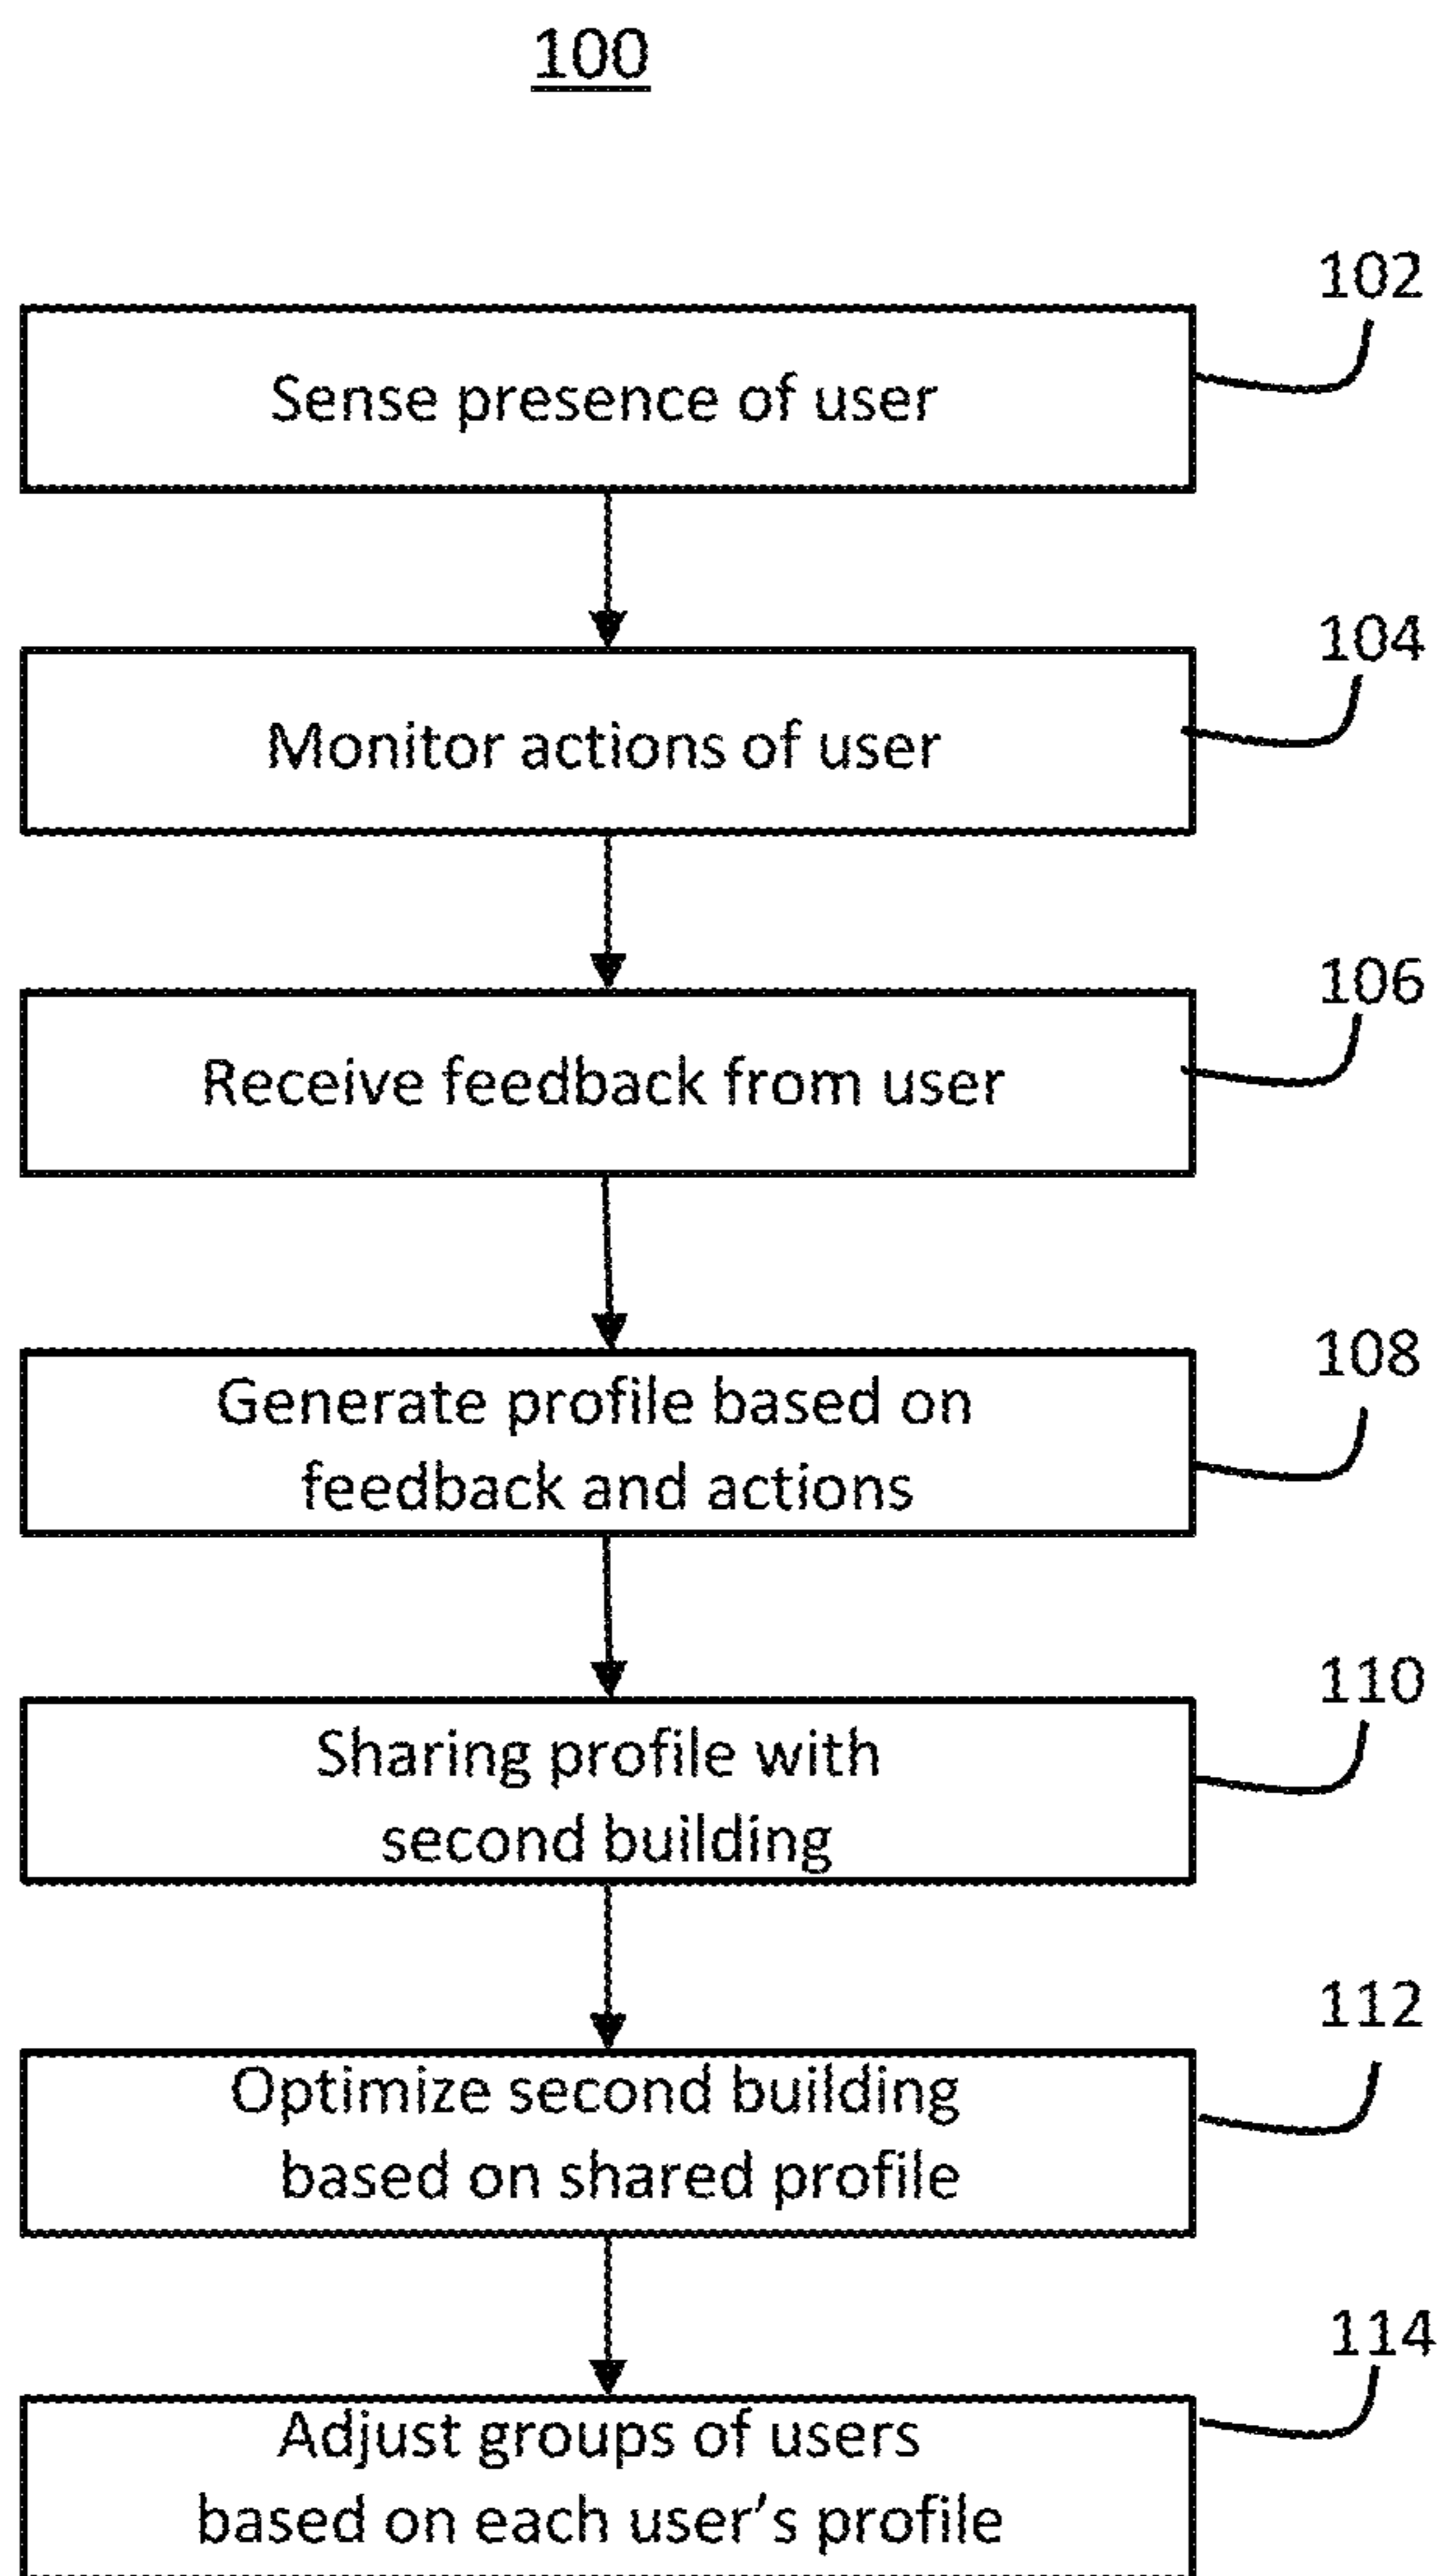 100
102
Sense presence of user
104
Monitor actions of user
106
Receive feedback from user
108
Generate profile based on
feedback and actions
110
Sharing profile with
second building
112
Optimize second building
based on shared profile
114
Adjust groups of users
based on each user's profile